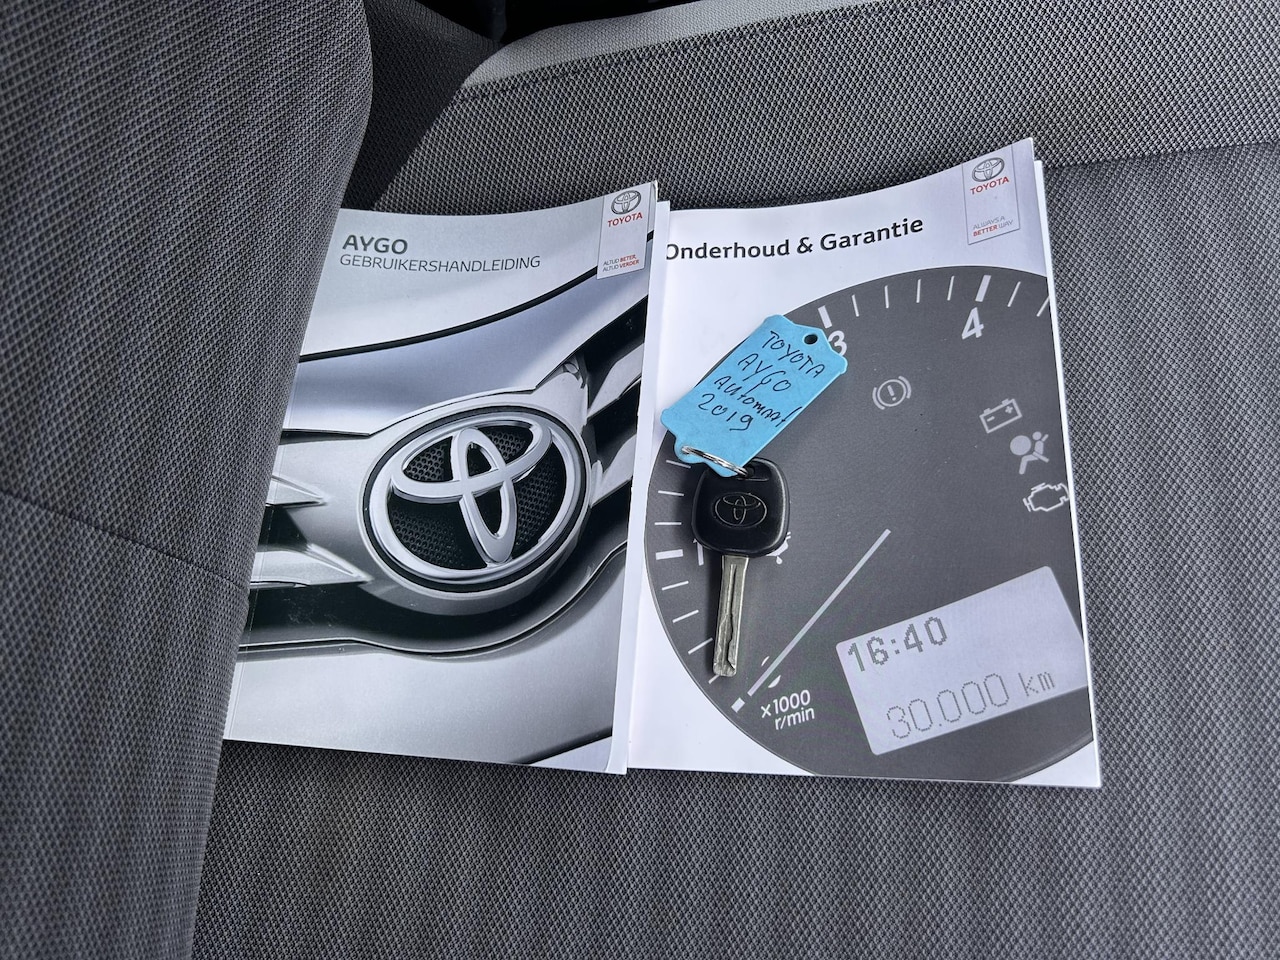 AYGO
GEBRUIKERSHANDLEIDING
TOYOTA
ALTIJD BETER,
ALTIJD VERDER
Onderhoud & Garantie
TOYOTA
ALWAYS A
BETTER WAY
3
4
TOYOTA
AYGO
AUTOMAAT
2019
1
16:40
30.000 km
x1000
r/min